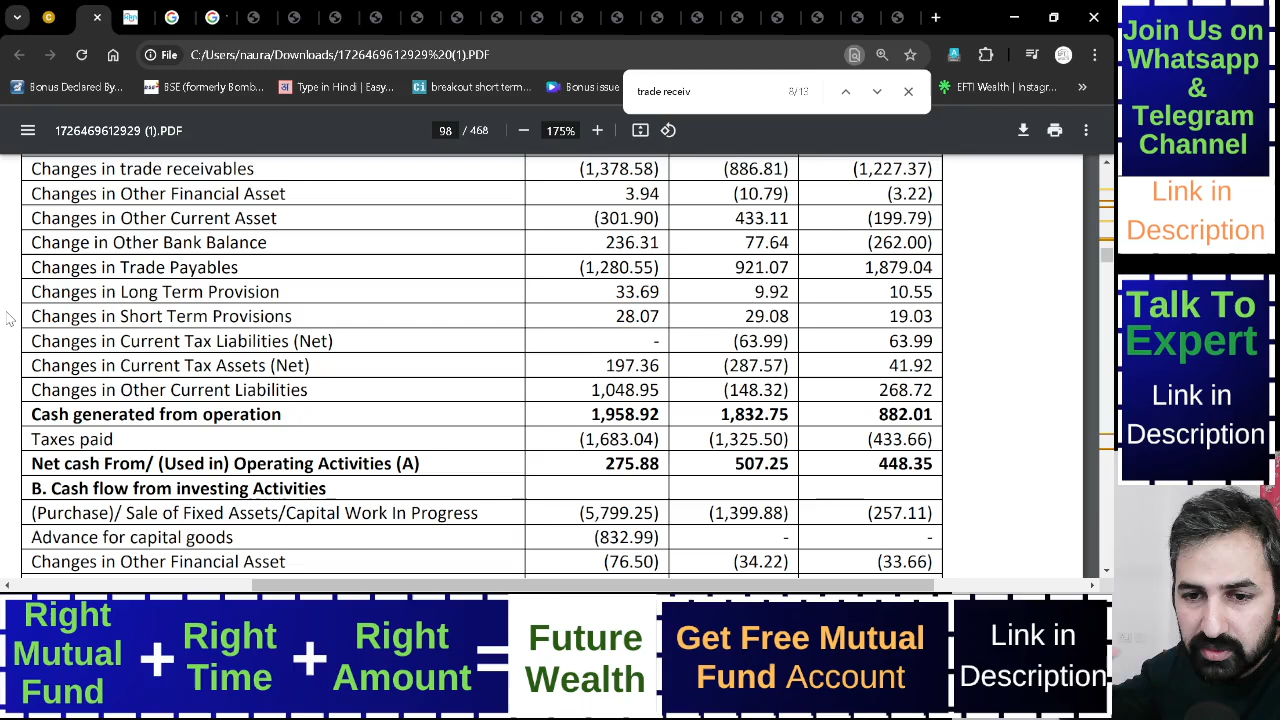 File
C:/Users/naura/Downloads/1726469612929%20(1).PDF
Bonus Declared By...
BSE (formerly Bomb...
Type in Hindi | Easy...
breakout short term...
Bonus issue
EFTI Wealth | Instagr...
trade receiv
8/13
1726469612929 (1).PDF
98 / 468
175%
Changes in trade receivables (1,378.58) (886.81) (1,227.37)
Changes in Other Financial Asset 3.94 (10.79) (3.22)
Changes in Other Current Asset (301.90) 433.11 (199.79)
Change in Other Bank Balance 236.31 77.64 (262.00)
Changes in Trade Payables (1,280.55) 921.07 1,879.04
Changes in Long Term Provision 33.69 9.92 10.55
Changes in Short Term Provisions 28.07 29.08 19.03
Changes in Current Tax Liabilities (Net) - (63.99) 63.99
Changes in Current Tax Assets (Net) 197.36 (287.57) 41.92
Changes in Other Current Liabilities 1,048.95 (148.32) 268.72
Cash generated from operation 1,958.92 1,832.75 882.01
Taxes paid (1,683.04) (1,325.50) (433.66)
Net cash From/ (Used in) Operating Activities (A) 275.88 507.25 448.35
B. Cash flow from investing Activities
(Purchase)/ Sale of Fixed Assets/Capital Work In Progress (5,799.25) (1,399.88) (257.11)
Advance for capital goods (832.99) - -
Changes in Other Financial Asset (76.50) (34.22) (33.66)
Join Us on
Whatsapp
&
Telegram
Channel
Link in
Description
Talk To
Expert
Link in
Description
Right
Mutual
Fund
+
Right
Time
+
Right
Amount
=
Future
Wealth
Get Free Mutual
Fund Account
Link in
Description